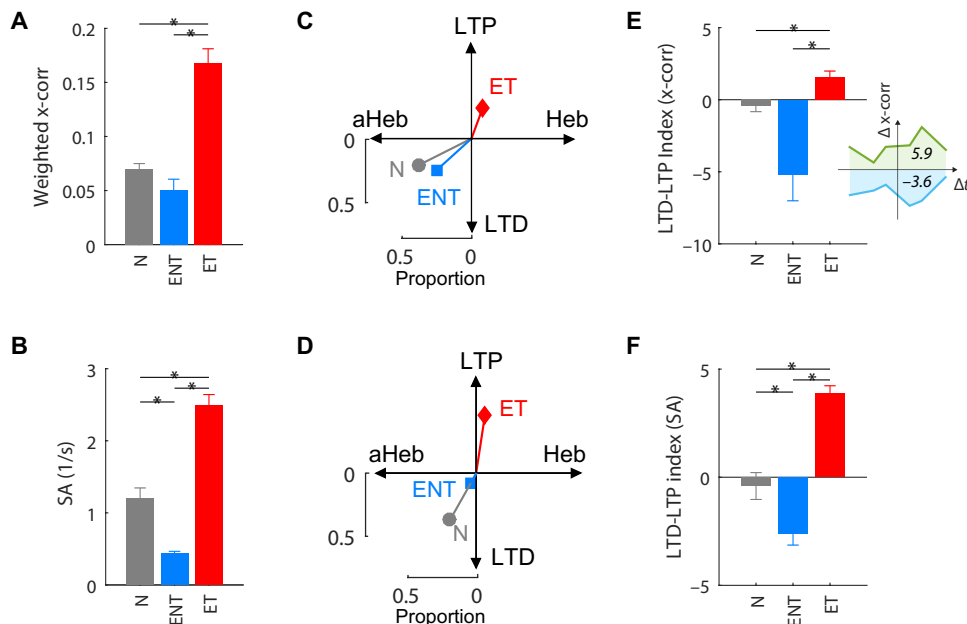 A
Weighted x-corr
0.2
0.15
0.1
0.05
0
N
ENT
ET
*
*
C
LTP
ET
aHeb
Heb
0
N
ENT
0.5
LTD
0.5
0
Proportion
E
LTD-LTP Index (x-corr)
5
0
−5
−10
N
ENT
ET
*
*
Δ x-corr
5.9
−3.6
Δt
B
SA (1/s)
3
2
1
0
N
ENT
ET
*
*
*
D
LTP
ET
aHeb
Heb
0
ENT
N
0.5
LTD
0.5
0
Proportion
F
LTD-LTP index (SA)
5
0
−5
N
ENT
ET
*
*
*